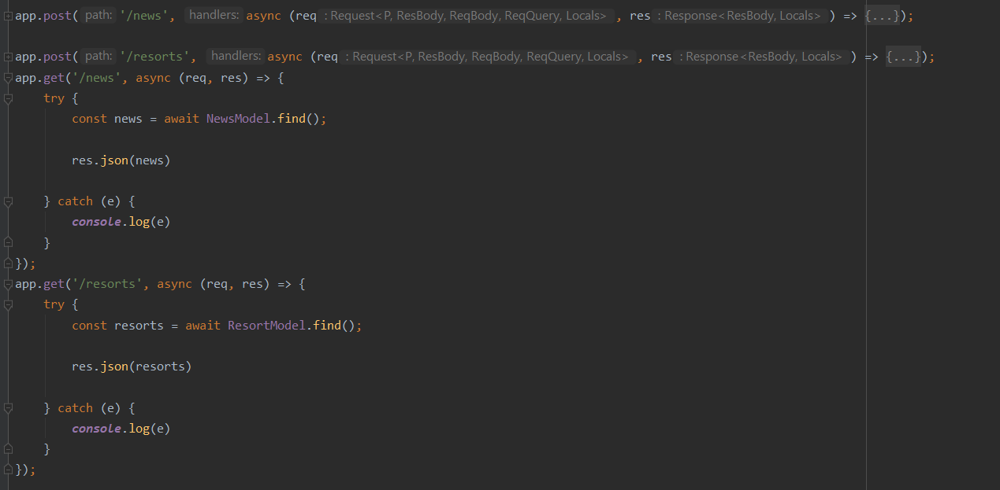 app.post( path: '/news', handlers: async (req : Request<P, ResBody, ReqBody, ReqQuery, Locals> , res : Response<ResBody, Locals> ) => {...});
app.post( path: '/resorts', handlers: async (req : Request<P, ResBody, ReqBody, ReqQuery, Locals> , res : Response<ResBody, Locals> ) => {...});
app.get('/news', async (req, res) => {
try {
const news = await NewsModel.find();
res.json(news)
} catch (e) {
console.log(e)
}
});
app.get('/resorts', async (req, res) => {
try {
const resorts = await ResortModel.find();
res.json(resorts)
} catch (e) {
console.log(e)
}
});